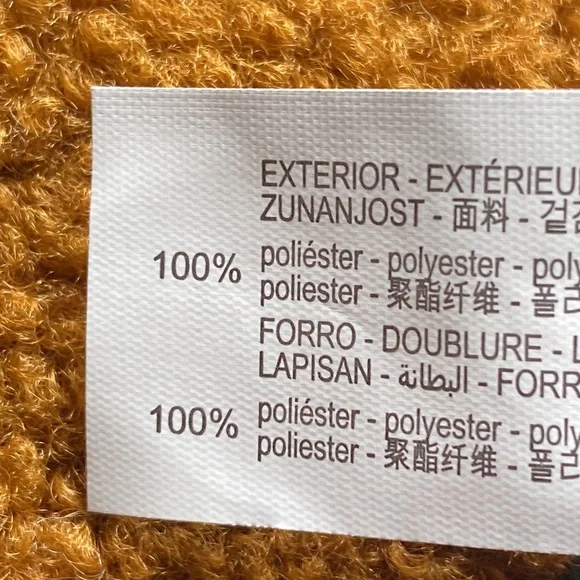 EXTERIOR - EXTÉRIEU
ZUNANJOST - 面料 - 겉감
100% poliéster - polyester - poly
poliester - 聚酯纤维 - 폴리
FORRO - DOUBLURE - L
LAPISAN - البطانة - FORR
100% poliéster - polyester - poly
poliester - 聚酯纤维 - 폴리